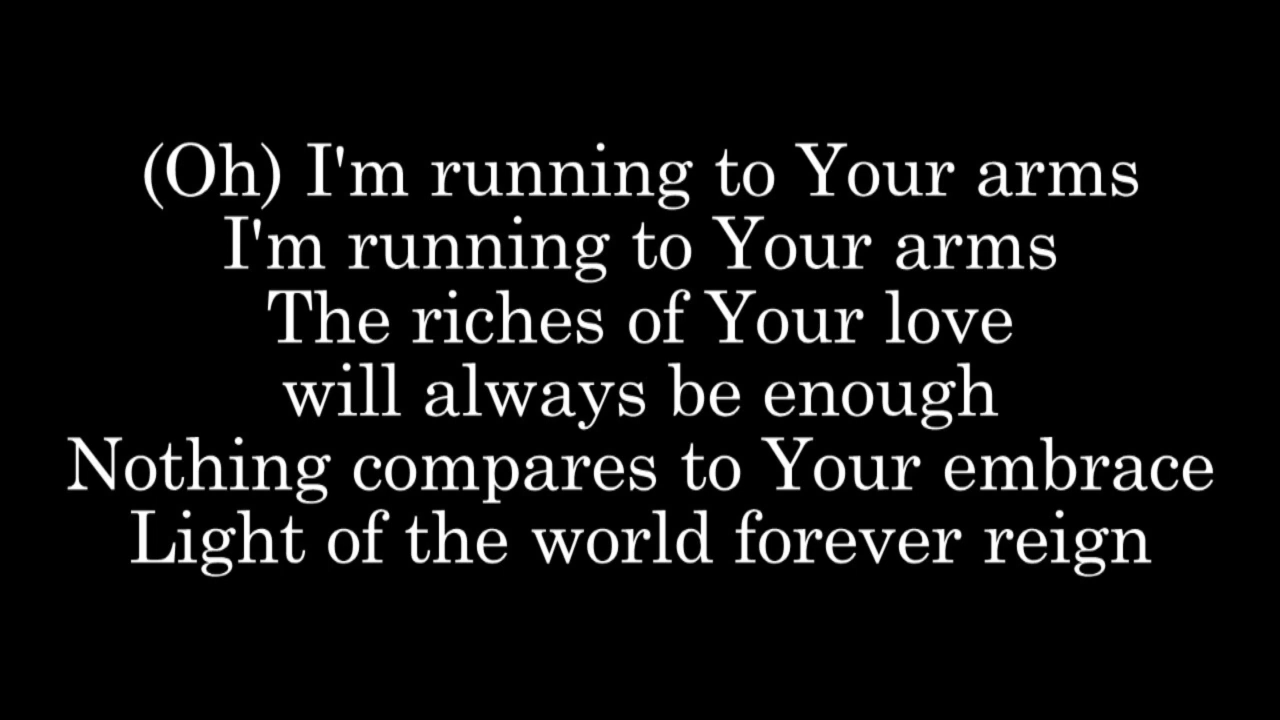 (Oh) I'm running to Your arms
I'm running to Your arms
The riches of Your love
will always be enough
Nothing compares to Your embrace
Light of the world forever reign